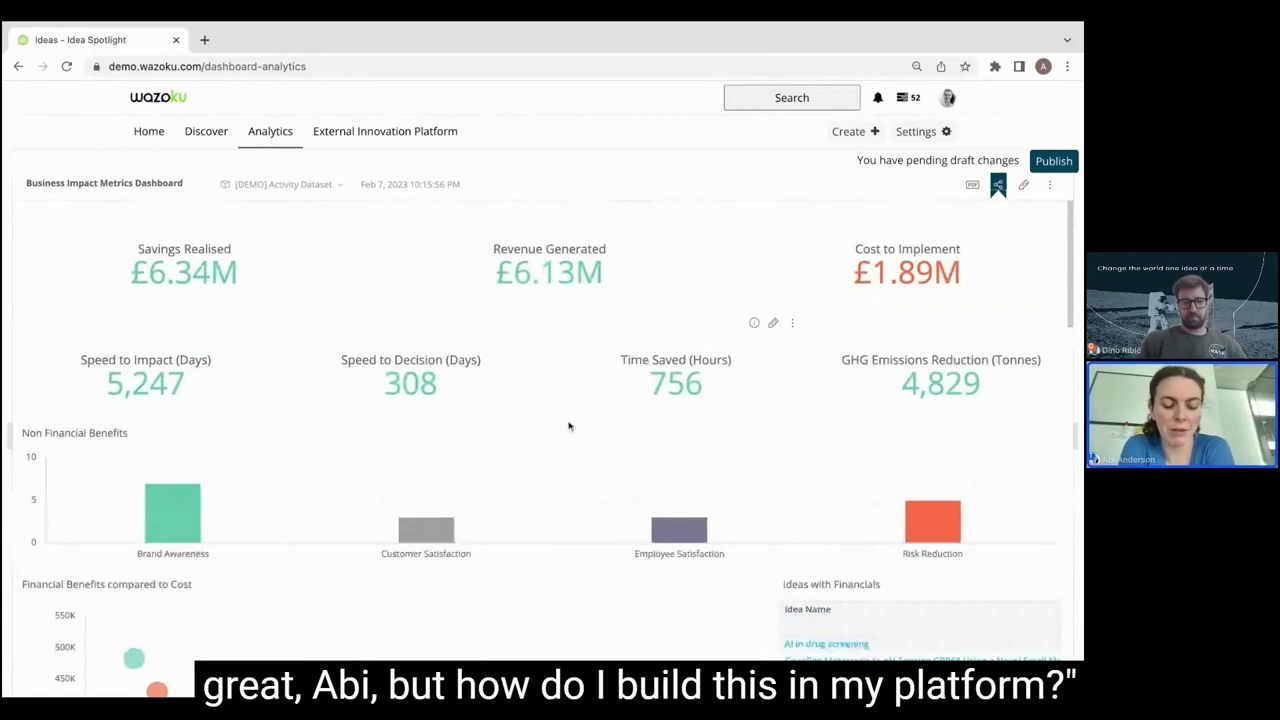 Ideas - Idea Spotlight
demo.wazoku.com/dashboard-analytics
A
wazoku
Search
52
Home Discover Analytics External Innovation Platform
Create + Settings
You have pending draft changes Publish
Business Impact Metrics Dashboard [DEMO] Activity Dataset Feb 7, 2023 10:15:56 PM
PDF
Savings Realised Revenue Generated Cost to Implement
£6.34M £6.13M £1.89M
Speed to Impact (Days) Speed to Decision (Days) Time Saved (Hours) GHG Emissions Reduction (Tonnes)
5,247 308 756 4,829
Non Financial Benefits
10
5
0
Brand Awareness Customer Satisfaction Employee Satisfaction Risk Reduction
Financial Benefits compared to Cost ideas with Financials
Idea Name
550K
500K
450K
AI in drug screening
Change the world one idea at a time
NASA
Dino Ribic
Abi Anderson
great, Abi, but how do I build this in my platform?"